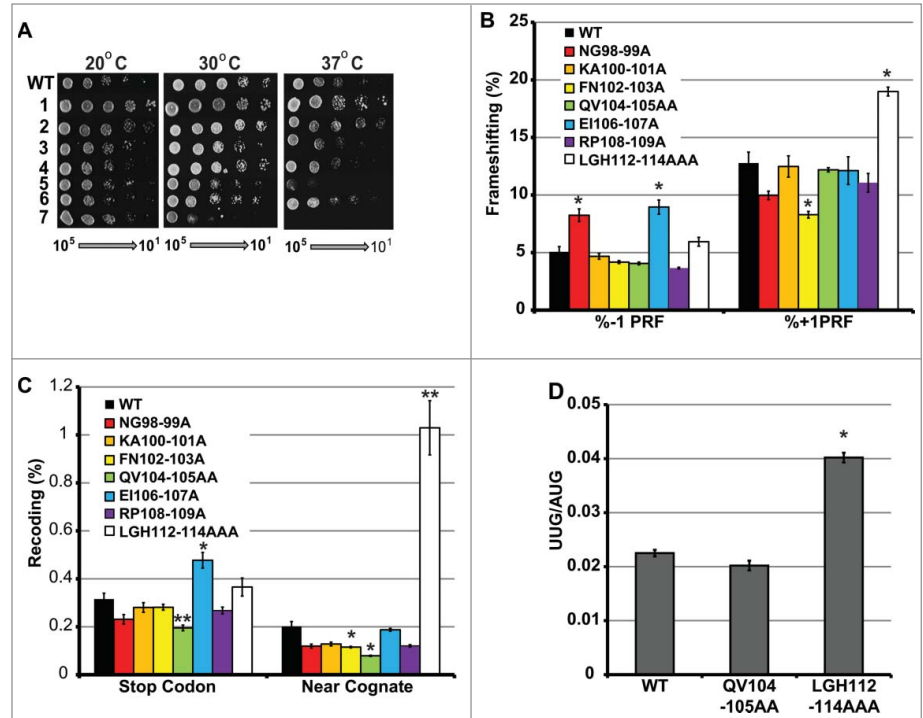 A
20° C 30° C 37° C
WT
1
2
3
4
5
6
7
10⁵ 10¹ 10⁵ 10¹ 10⁵ 10¹
B
Frameshifting (%)
25
20
15
10
5
0
WT
NG98-99A
KA100-101A
FN102-103A
QV104-105AA
EI106-107A
RP108-109A
LGH112-114AAA
* * * *
%-1 PRF %+1PRF
C
Recoding (%)
1.2
1
0.8
0.6
0.4
0.2
0
WT
NG98-99A
KA100-101A
FN102-103A
QV104-105AA
EI106-107A
RP108-109A
LGH112-114AAA
** * * * **
Stop Codon Near Cognate
D
UUG/AUG
0.05
0.04
0.03
0.02
0.01
0
*
WT QV104 LGH112
-105AA -114AAA